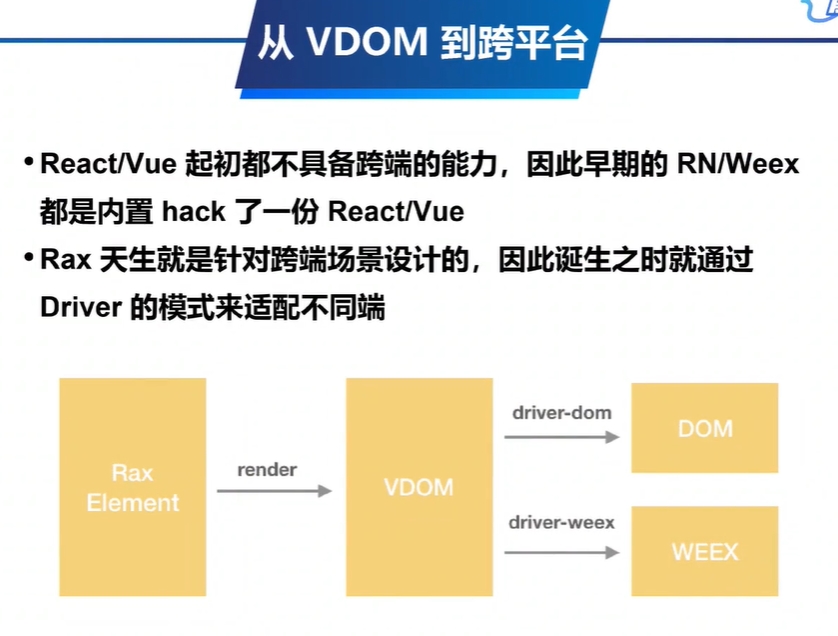 从 VDOM 到跨平台
•React/Vue 起初都不具备跨端的能力，因此早期的 RN/Weex
都是内置 hack 了一份 React/Vue
•Rax 天生就是针对跨端场景设计的，因此诞生之时就通过
Driver 的模式来适配不同端
Rax
Element
render
VDOM
driver-dom
DOM
driver-weex
WEEX